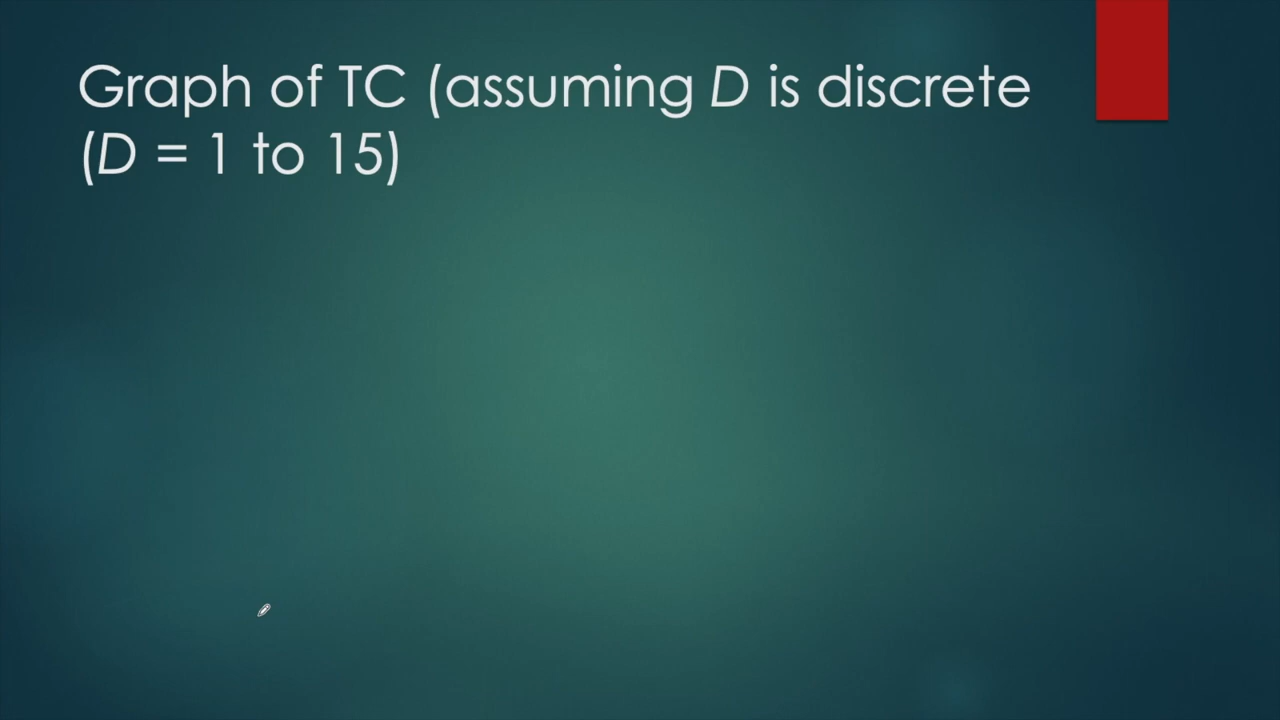 Graph of TC (assuming D is discrete
(D = 1 to 15)